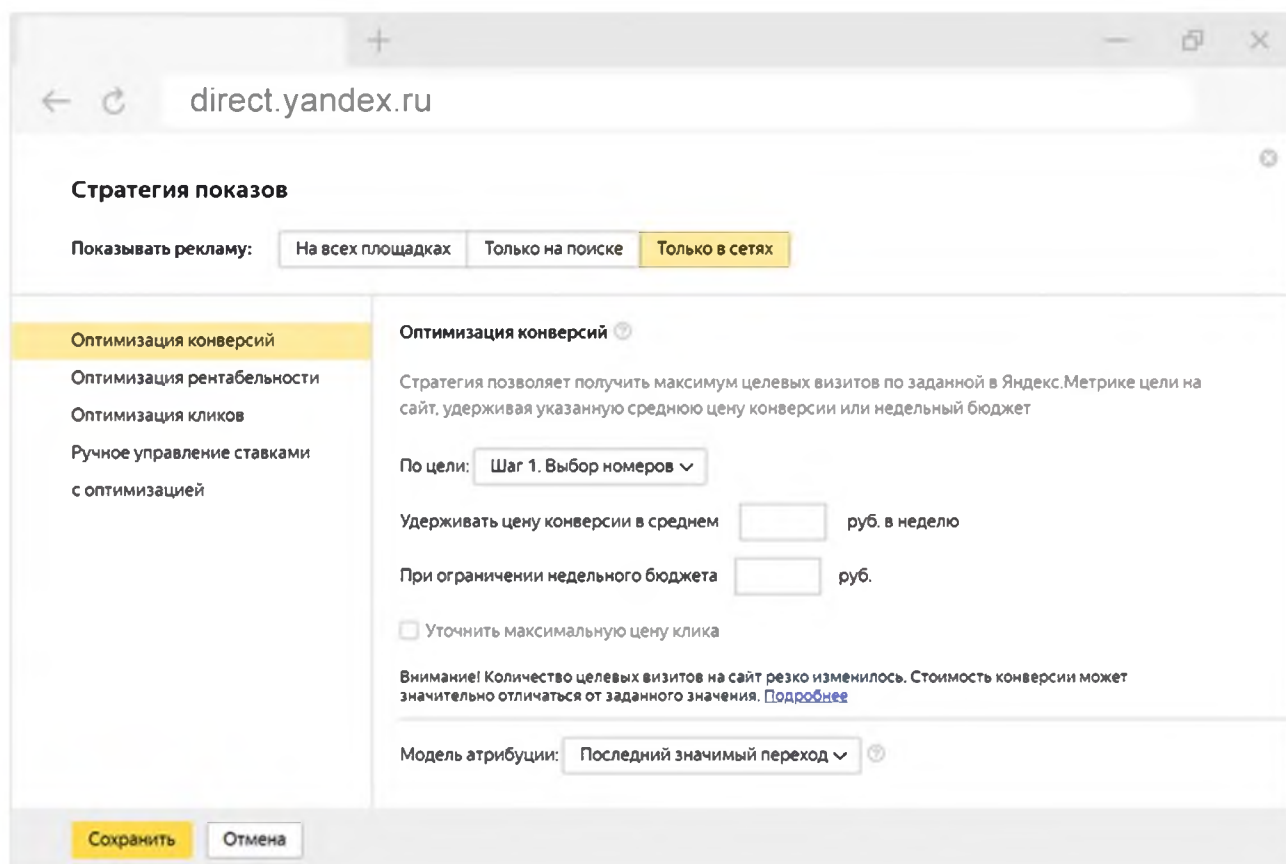 direct.yandex.ru
Стратегия показов
Показывать рекламу: На всех площадках Только на поиске Только в сетях
Оптимизация конверсий
Оптимизация рентабельности
Оптимизация кликов
Ручное управление ставками
с оптимизацией
Оптимизация конверсий
Стратегия позволяет получить максимум целевых визитов по заданной в Яндекс.Метрике цели на
сайт, удерживая указанную среднюю цену конверсии или недельный бюджет
По цели: Шаг 1. Выбор номеров
Удерживать цену конверсии в среднем руб. в неделю
При ограничении недельного бюджета руб.
Уточнить максимальную цену клика
Внимание! Количество целевых визитов на сайт резко изменилось. Стоимость конверсии может
значительно отличаться от заданного значения. Подробнее
Модель атрибуции: Последний значимый переход
Сохранить Отмена